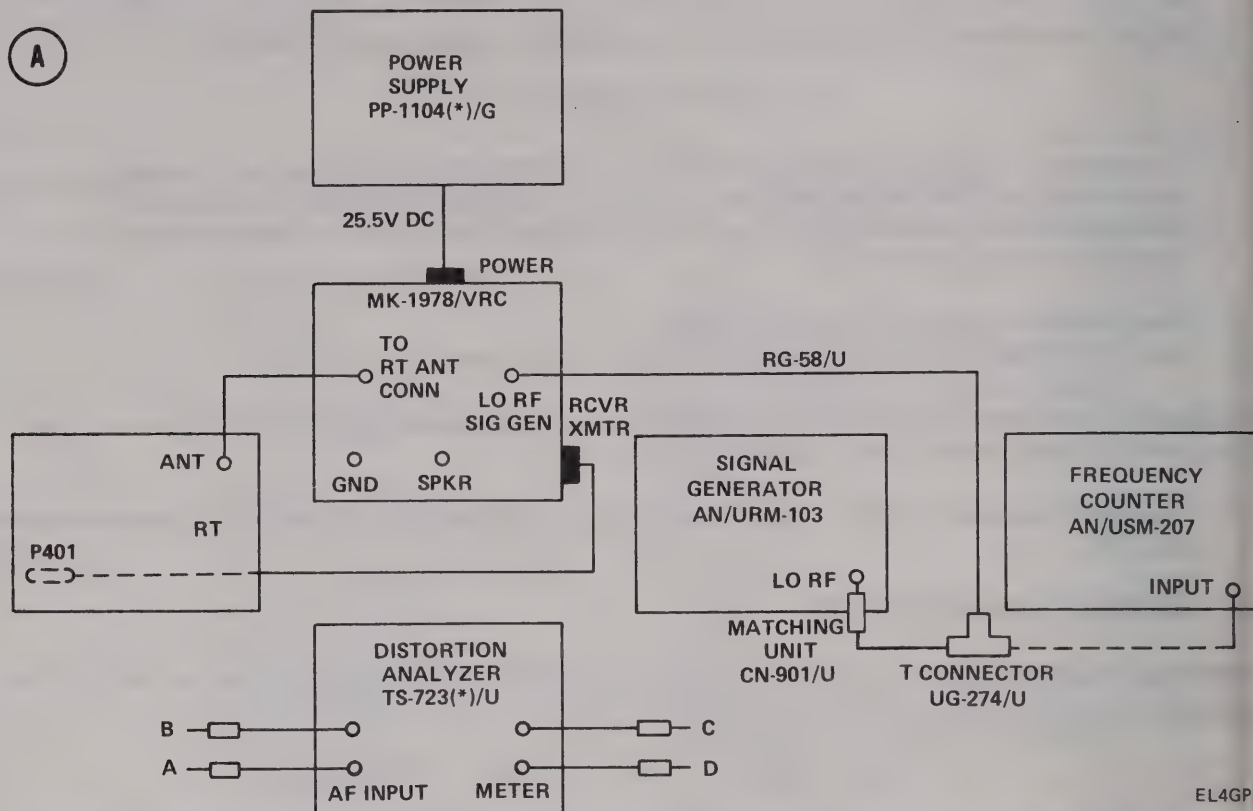 A
POWER
SUPPLY
PP-1104(*)/G
25.5V DC
POWER
MK-1978/VRC
TO
RT ANT
CONN
LO RF
SIG GEN
RCVR
XMTR
GND
SPKR
RG-58/U
ANT
RT
P401
SIGNAL
GENERATOR
AN/URM-103
LO RF
FREQUENCY
COUNTER
AN/USM-207
INPUT
MATCHING
UNIT
CN-901/U
T CONNECTOR
UG-274/U
DISTORTION
ANALYZER
TS-723(*)/U
B
C
A
D
AF INPUT
METER
EL4GP